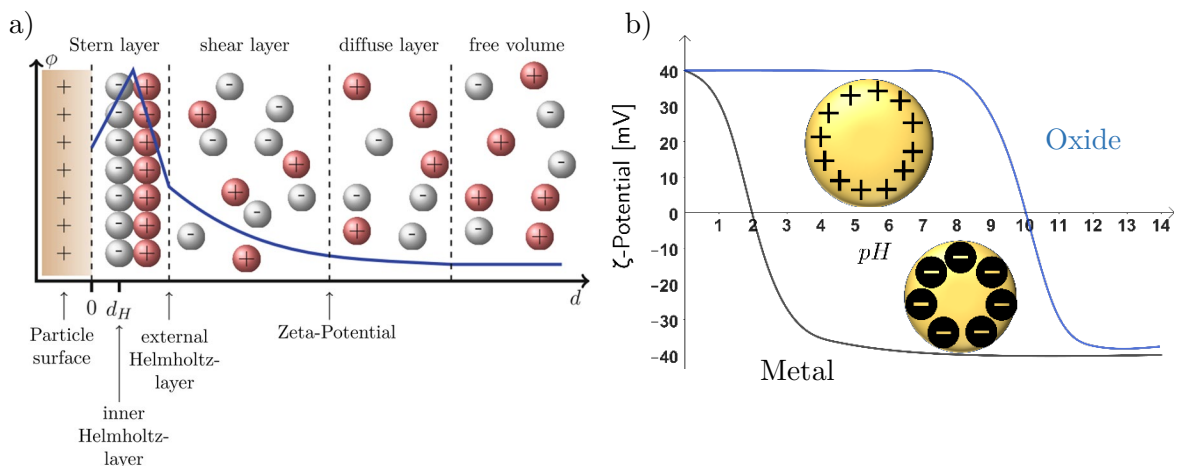 a)
Stern layer
shear layer
diffuse layer
free volume
ϕ
+ - + - + + -
+ - + + - + -
+ - + - - - +
+ - + + + -
+ - + + - + + +
+ - + - - + - + -
+ - + +
0
d_H
d
Particle
surface
external
Helmholtz-
layer
Zeta-Potential
inner
Helmholtz-
layer
b)
ζ-Potential [mV]
40
30
20
10
0
-10
-20
-30
-40
1 2 3 4 5 6 7 8 9 10 11 12 13 14
pH
Oxide
Metal
+ + + + + + + + + + + + +
− − − − − − −